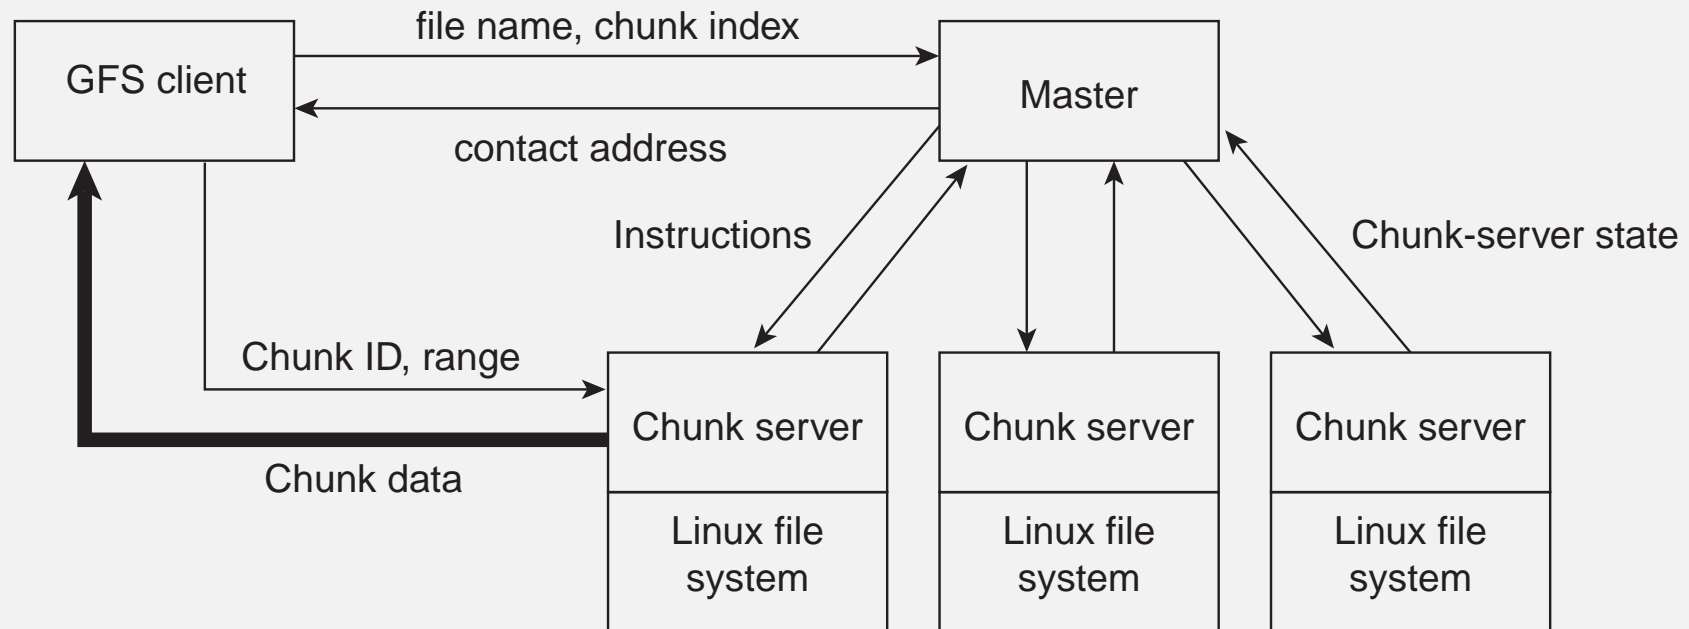 file name, chunk index
GFS client
Master
contact address
Instructions
Chunk-server state
Chunk ID, range
Chunk server
Chunk server
Chunk server
Chunk data
Linux file
system
Linux file
system
Linux file
system